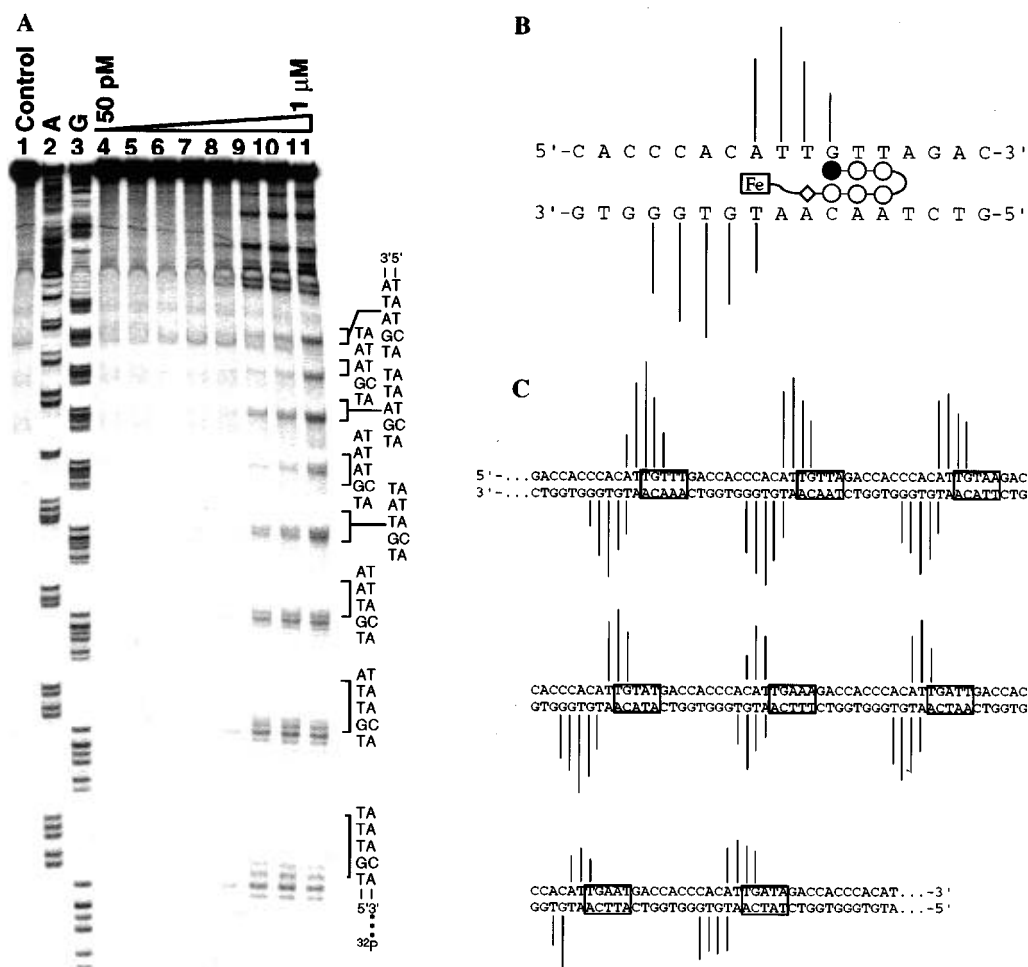 A
Control A G 50 pM 1 µM
1 2 3 4 5 6 7 8 9 10 11
3'5'
AT
TA
AT
GC
TA
TA
AT
AT
GC
TA
TA
TA
AT
GC
TA
AT
AT
AT
GC
TA
TA
AT
TA
GC
TA
AT
AT
TA
GC
TA
AT
TA
TA
GC
TA
TA
TA
TA
GC
TA
5'3'
32P
B
5'-C A C C C A C A T T G T T A G A C-3'
Fe
3'-G T G G G T G T A A C A A T C T G-5'
C
5'-...GACCACCCACATTGTTTGACCACCCACATTGTTAGACCACCCACATTGTAAGAC
3'-...CTGGTGGGTGTAACAAACTGGTGGGTGTAACAATCTGGTGGGTGTAACATTCTG
CACCCACATTGTATGACCACCCACATTGAAAGACCACCCACATTGATTGACCAC
GTGGGTGTAACATACTGGTGGGTGTAACTTTCTGGTGGGTGTAACTAACTGGTG
CCACATTGAATGACCACCCACATTGATAGACCACCCACAT...-3'
GGTGTAACTTACTGGTGGGTGTAACTATCTGGTGGGTGTA...-5'